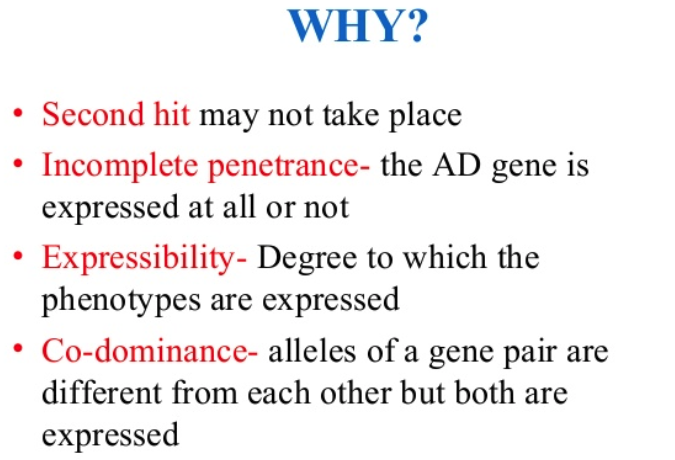 WHY?
• Second hit may not take place
• Incomplete penetrance- the AD gene is
expressed at all or not
• Expressibility- Degree to which the
phenotypes are expressed
• Co-dominance- alleles of a gene pair are
different from each other but both are
expressed